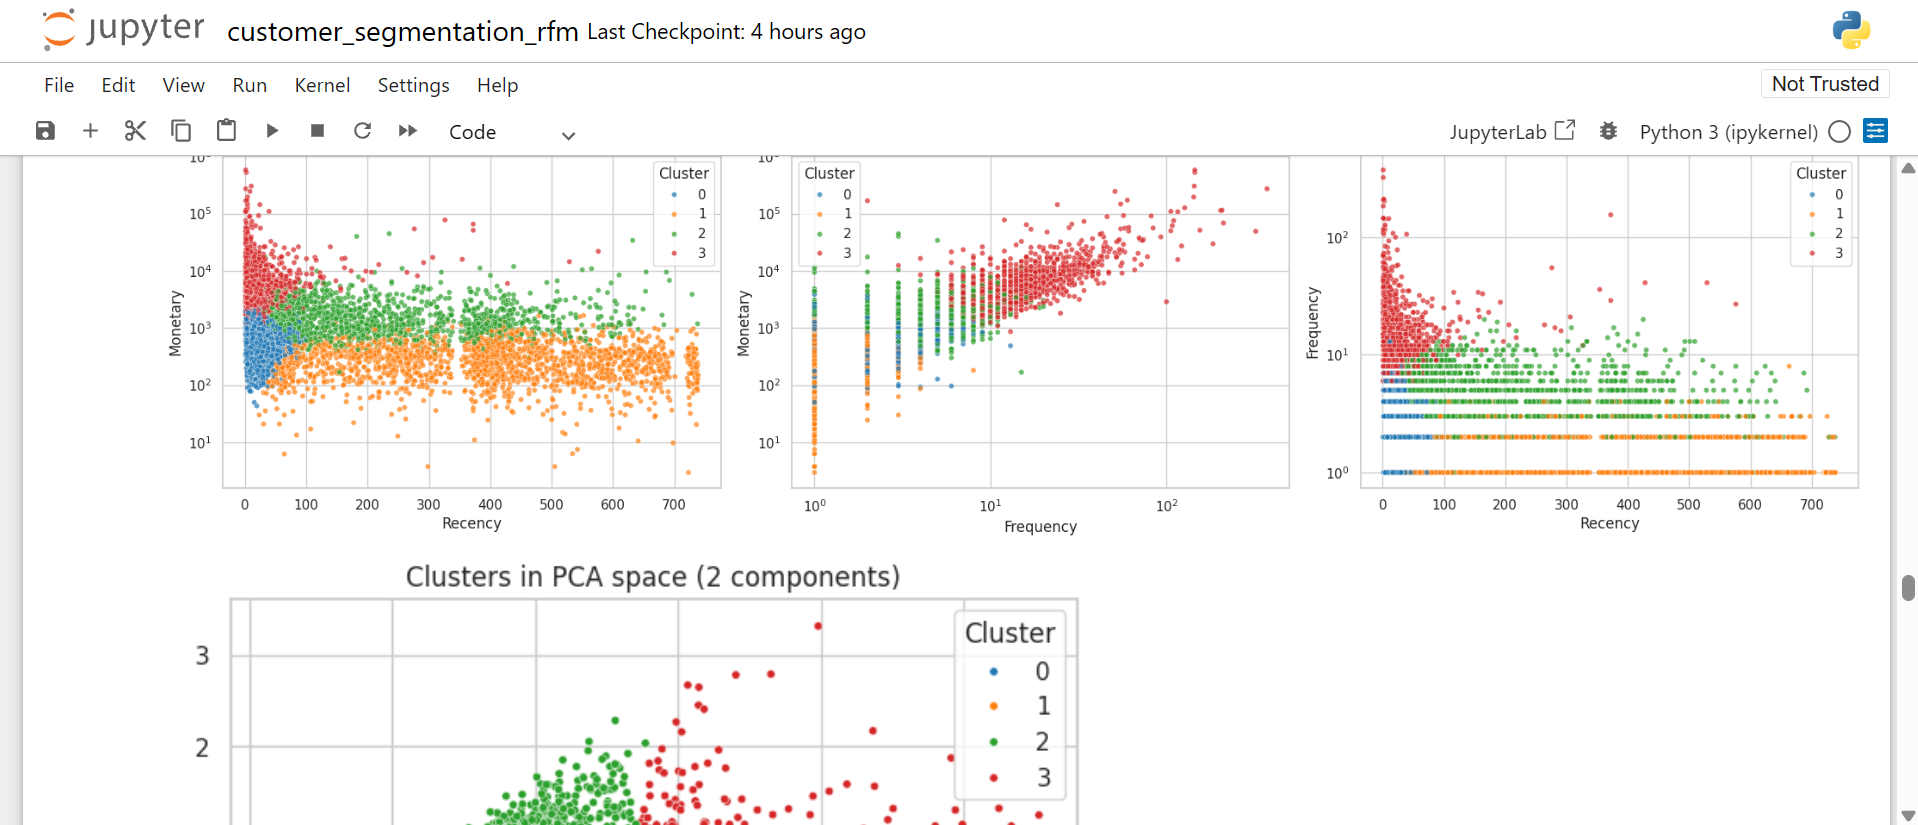 jupyter customer_segmentation_rfm Last Checkpoint: 4 hours ago
File Edit View Run Kernel Settings Help Not Trusted
Code JupyterLab Python 3 (ipykernel)
Cluster
0
1
2
3
10⁵
10⁴
10³
10²
10¹
Monetary
0 100 200 300 400 500 600 700
Recency
Cluster
0
1
2
3
10⁵
10⁴
10³
10²
10¹
Monetary
10⁰ 10¹ 10²
Frequency
Cluster
0
1
2
3
10²
10¹
10⁰
Frequency
0 100 200 300 400 500 600 700
Recency
Clusters in PCA space (2 components)
Cluster
0
1
2
3
3
2